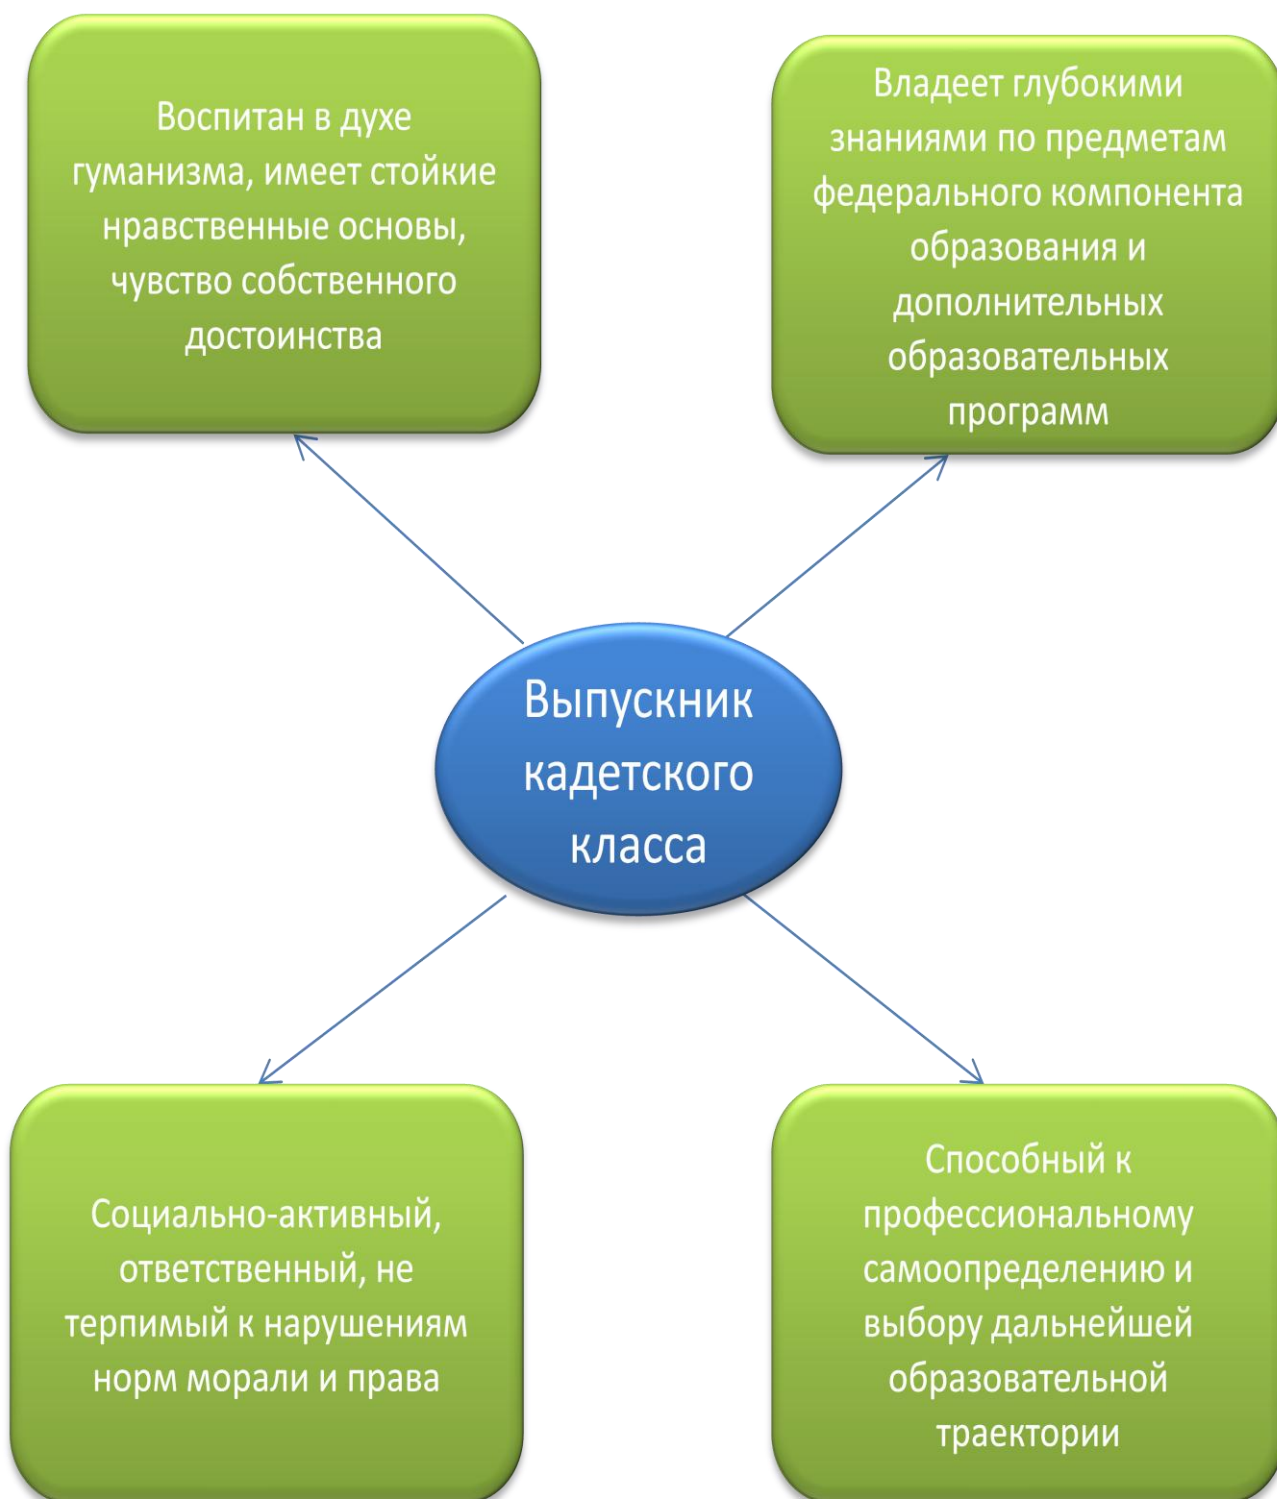 Воспитан в духе
гуманизма, имеет стойкие
нравственные основы,
чувство собственного
достоинства
Владеет глубокими
знаниями по предметам
федерального компонента
образования и
дополнительных
образовательных
программ
Выпускник
кадетского
класса
Социально-активный,
ответственный, не
терпимый к нарушениям
норм морали и права
Способный к
профессиональному
самоопределению и
выбору дальнейшей
образовательной
траектории